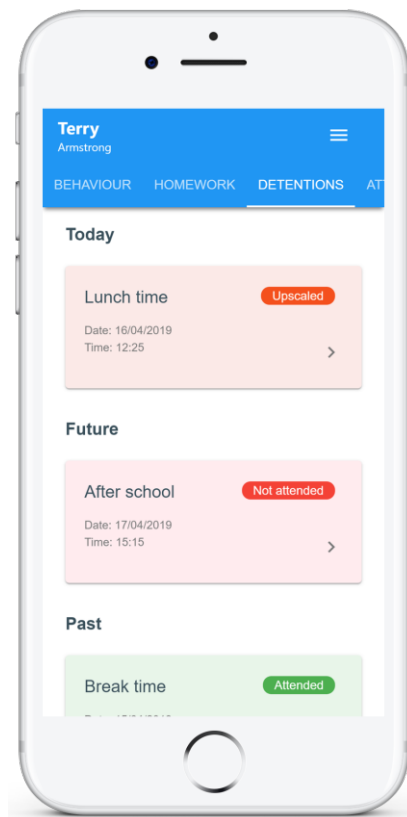 Terry
Armstrong
BEHAVIOUR HOMEWORK DETENTIONS AT
Today
Lunch time Upscaled
Date: 16/04/2019
Time: 12:25
Future
After school Not attended
Date: 17/04/2019
Time: 15:15
Past
Break time Attended